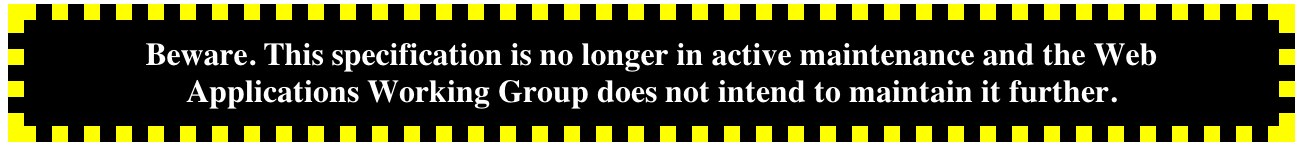 Beware. This specification is no longer in active maintenance and the Web
Applications Working Group does not intend to maintain it further.